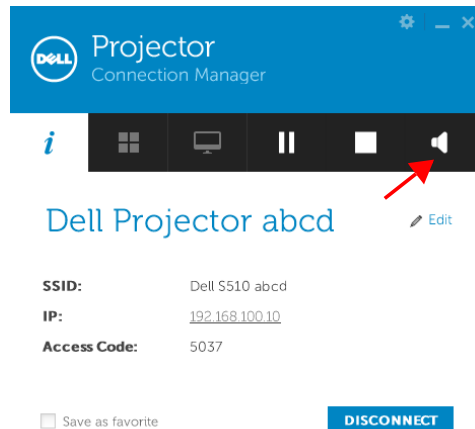 DELL
Projector
Connection Manager
i
Dell Projector abcd
Edit
SSID: Dell S510 abcd
IP: 192.168.100.10
Access Code: 5037
Save as favorite
DISCONNECT